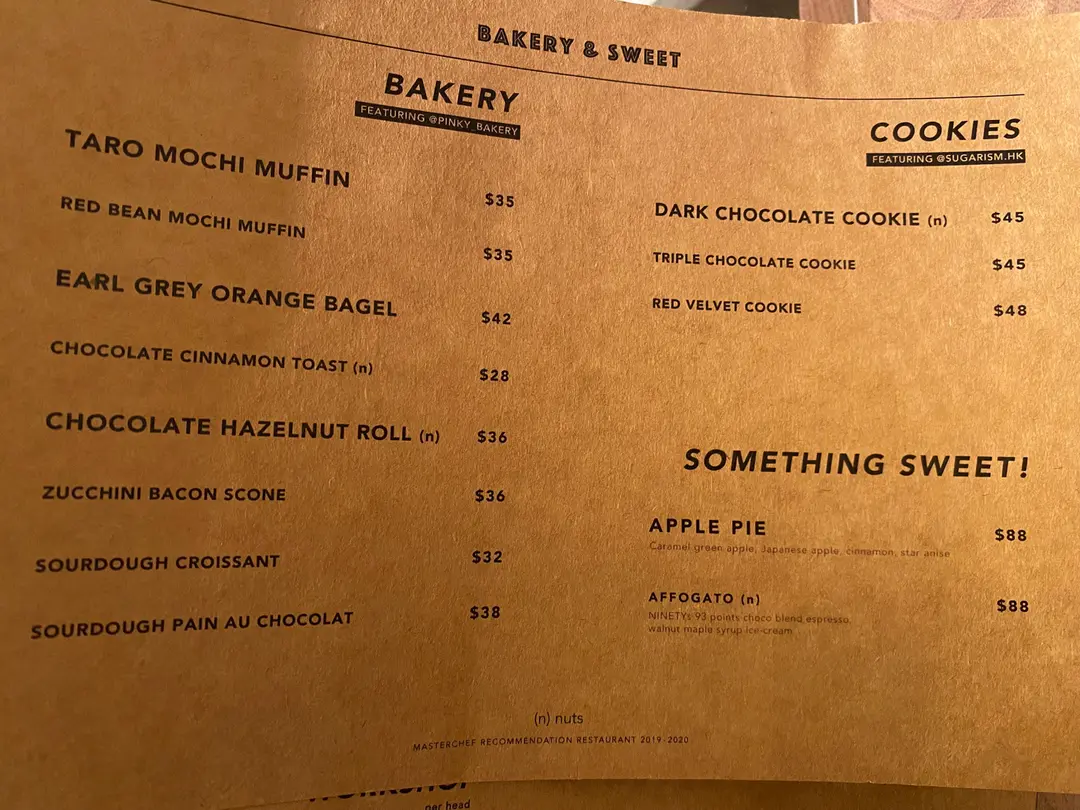 BAKERY & SWEET
BAKERY
FEATURING @PINKY_BAKERY
TARO MOCHI MUFFIN $35
RED BEAN MOCHI MUFFIN $35
EARL GREY ORANGE BAGEL $42
CHOCOLATE CINNAMON TOAST (n) $28
CHOCOLATE HAZELNUT ROLL (n) $36
ZUCCHINI BACON SCONE $36
SOURDOUGH CROISSANT $32
SOURDOUGH PAIN AU CHOCOLAT $38
COOKIES
FEATURING @SUGARISM.HK
DARK CHOCOLATE COOKIE (n) $45
TRIPLE CHOCOLATE COOKIE $45
RED VELVET COOKIE $48
SOMETHING SWEET!
APPLE PIE $88
Caramel green apple, Japanese apple, cinnamon, star anise
AFFOGATO (n) $88
NINETYs 93 points choco blend espresso,
walnut maple syrup ice-cream
(n) nuts
MASTERCHEF RECOMMENDATION RESTAURANT 2019-2020
per head